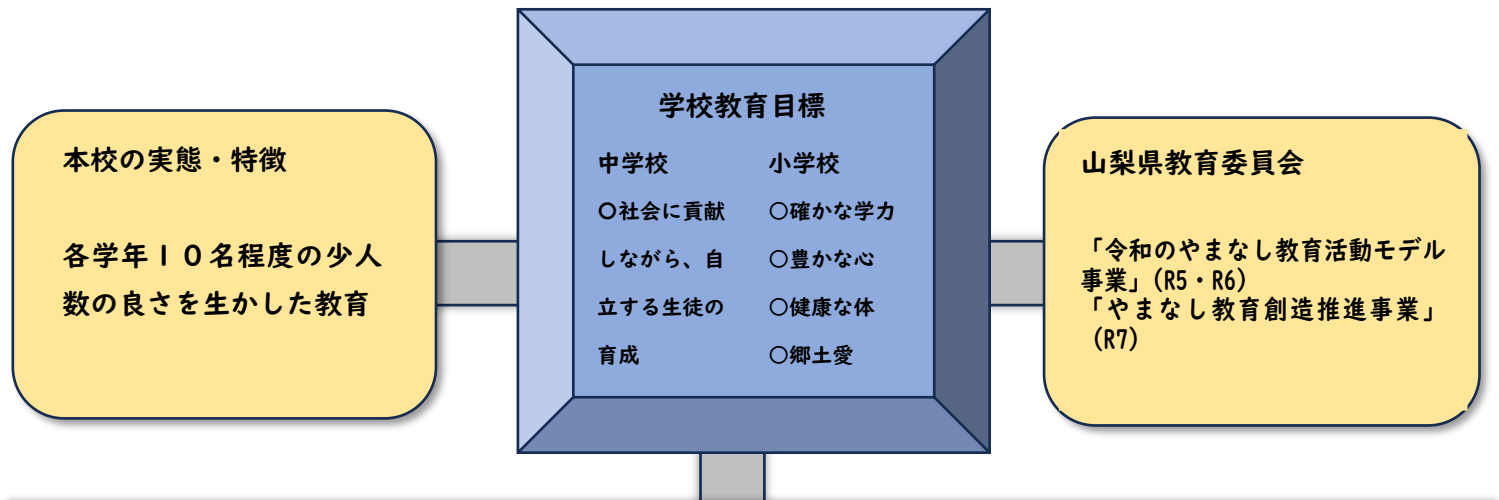 本校の実態・特徴
各学年１０名程度の少人
数の良さを生かした教育
学校教育目標
中学校
〇社会に貢献
しながら、自
立する生徒の
育成
小学校
〇確かな学力
〇豊かな心
〇健康な体
〇郷土愛
山梨県教育委員会
「令和のやまなし教育活動モデル
事業」(R5・R6)
「やまなし教育創造推進事業」
(R7)